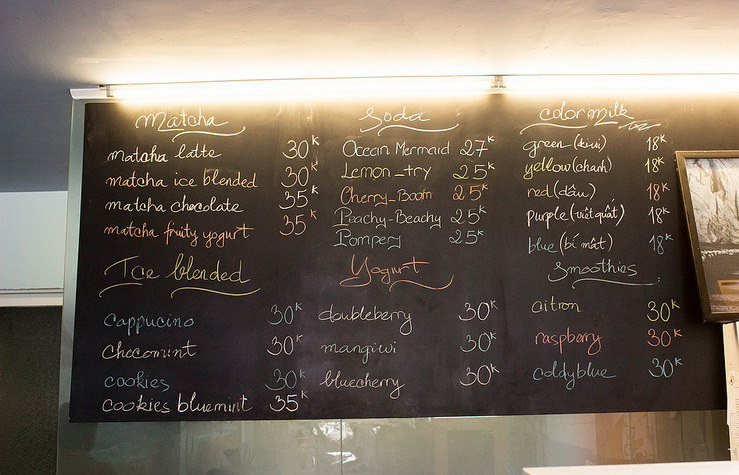 Matcha
matcha latte 30K
matcha ice blended 30K
matcha chocolate 35K
matcha fruity yogurt 35K
Ice blended
cappucino 30K
chocomint 30K
cookies 30K
cookies bluemint 35K
Soda
Ocean Mermaid 27K
Lemon_try 25K
Cherry-Boom 25K
Peachy-Beachy 25K
Pompery 25K
Yogurt
doubleberry 30K
mangiwi 30K
bluecherry 30K
color milk
green (kiwi) 18K
yellow (chanh) 18K
red (dâu) 18K
purple (việt quất) 18K
blue (bí mật) 18K
Smoothies
citron 30K
raspberry 30K
coldyblue 30K